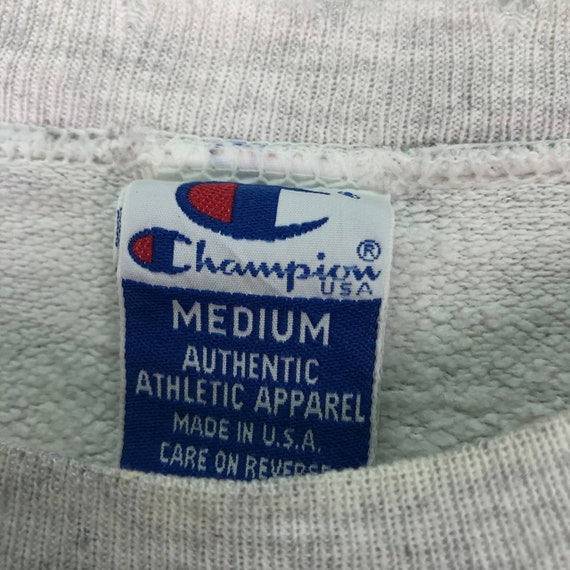 Champion®
USA
MEDIUM
AUTHENTIC
ATHLETIC APPAREL
MADE IN U.S.A.
CARE ON REVERSE